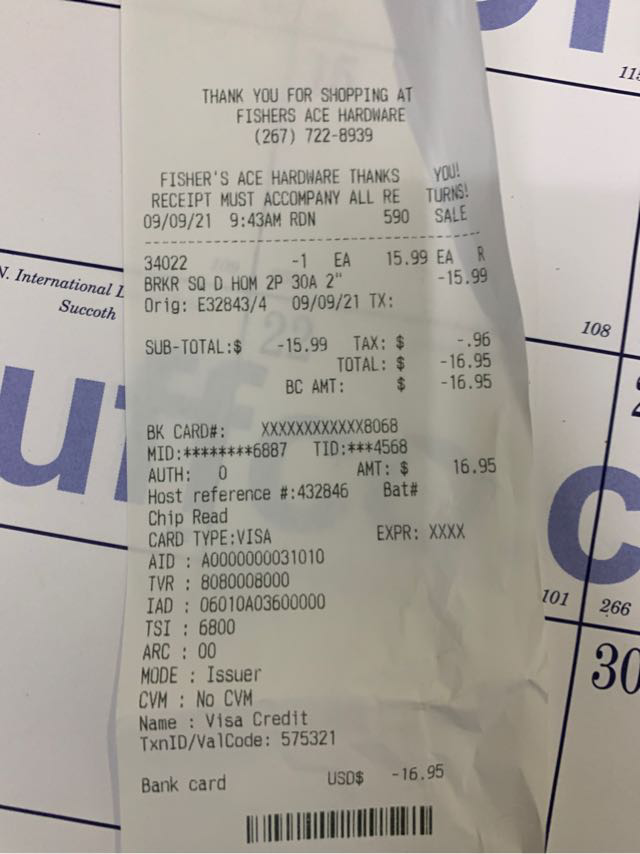 THANK YOU FOR SHOPPING AT
FISHERS ACE HARDWARE
(267) 722-8939
FISHER'S ACE HARDWARE THANKS YOU!
RECEIPT MUST ACCOMPANY ALL RE TURNS!
09/09/21 9:43AM RDN 590 SALE
34022 -1 EA 15.99 EA R
BRKR SQ D HOM 2P 30A 2" -15.99
Orig: E32843/4 09/09/21 TX:
SUB-TOTAL:$ -15.99 TAX: $ -.96
TOTAL: $ -16.95
BC AMT: $ -16.95
BK CARD#: XXXXXXXXXXXX8068
MID:********6887 TID:***4568
AUTH: 0 AMT: $ 16.95
Host reference #:432846 Bat#
Chip Read
CARD TYPE:VISA EXPR: XXXX
AID : A0000000031010
TVR : 8080008000
IAD : 06010A03600000
TSI : 6800
ARC : 00
MODE : Issuer
CVM : No CVM
Name : Visa Credit
TxnID/ValCode: 575321
Bank card USD$ -16.95
N. International
Succoth
108
101
266
30